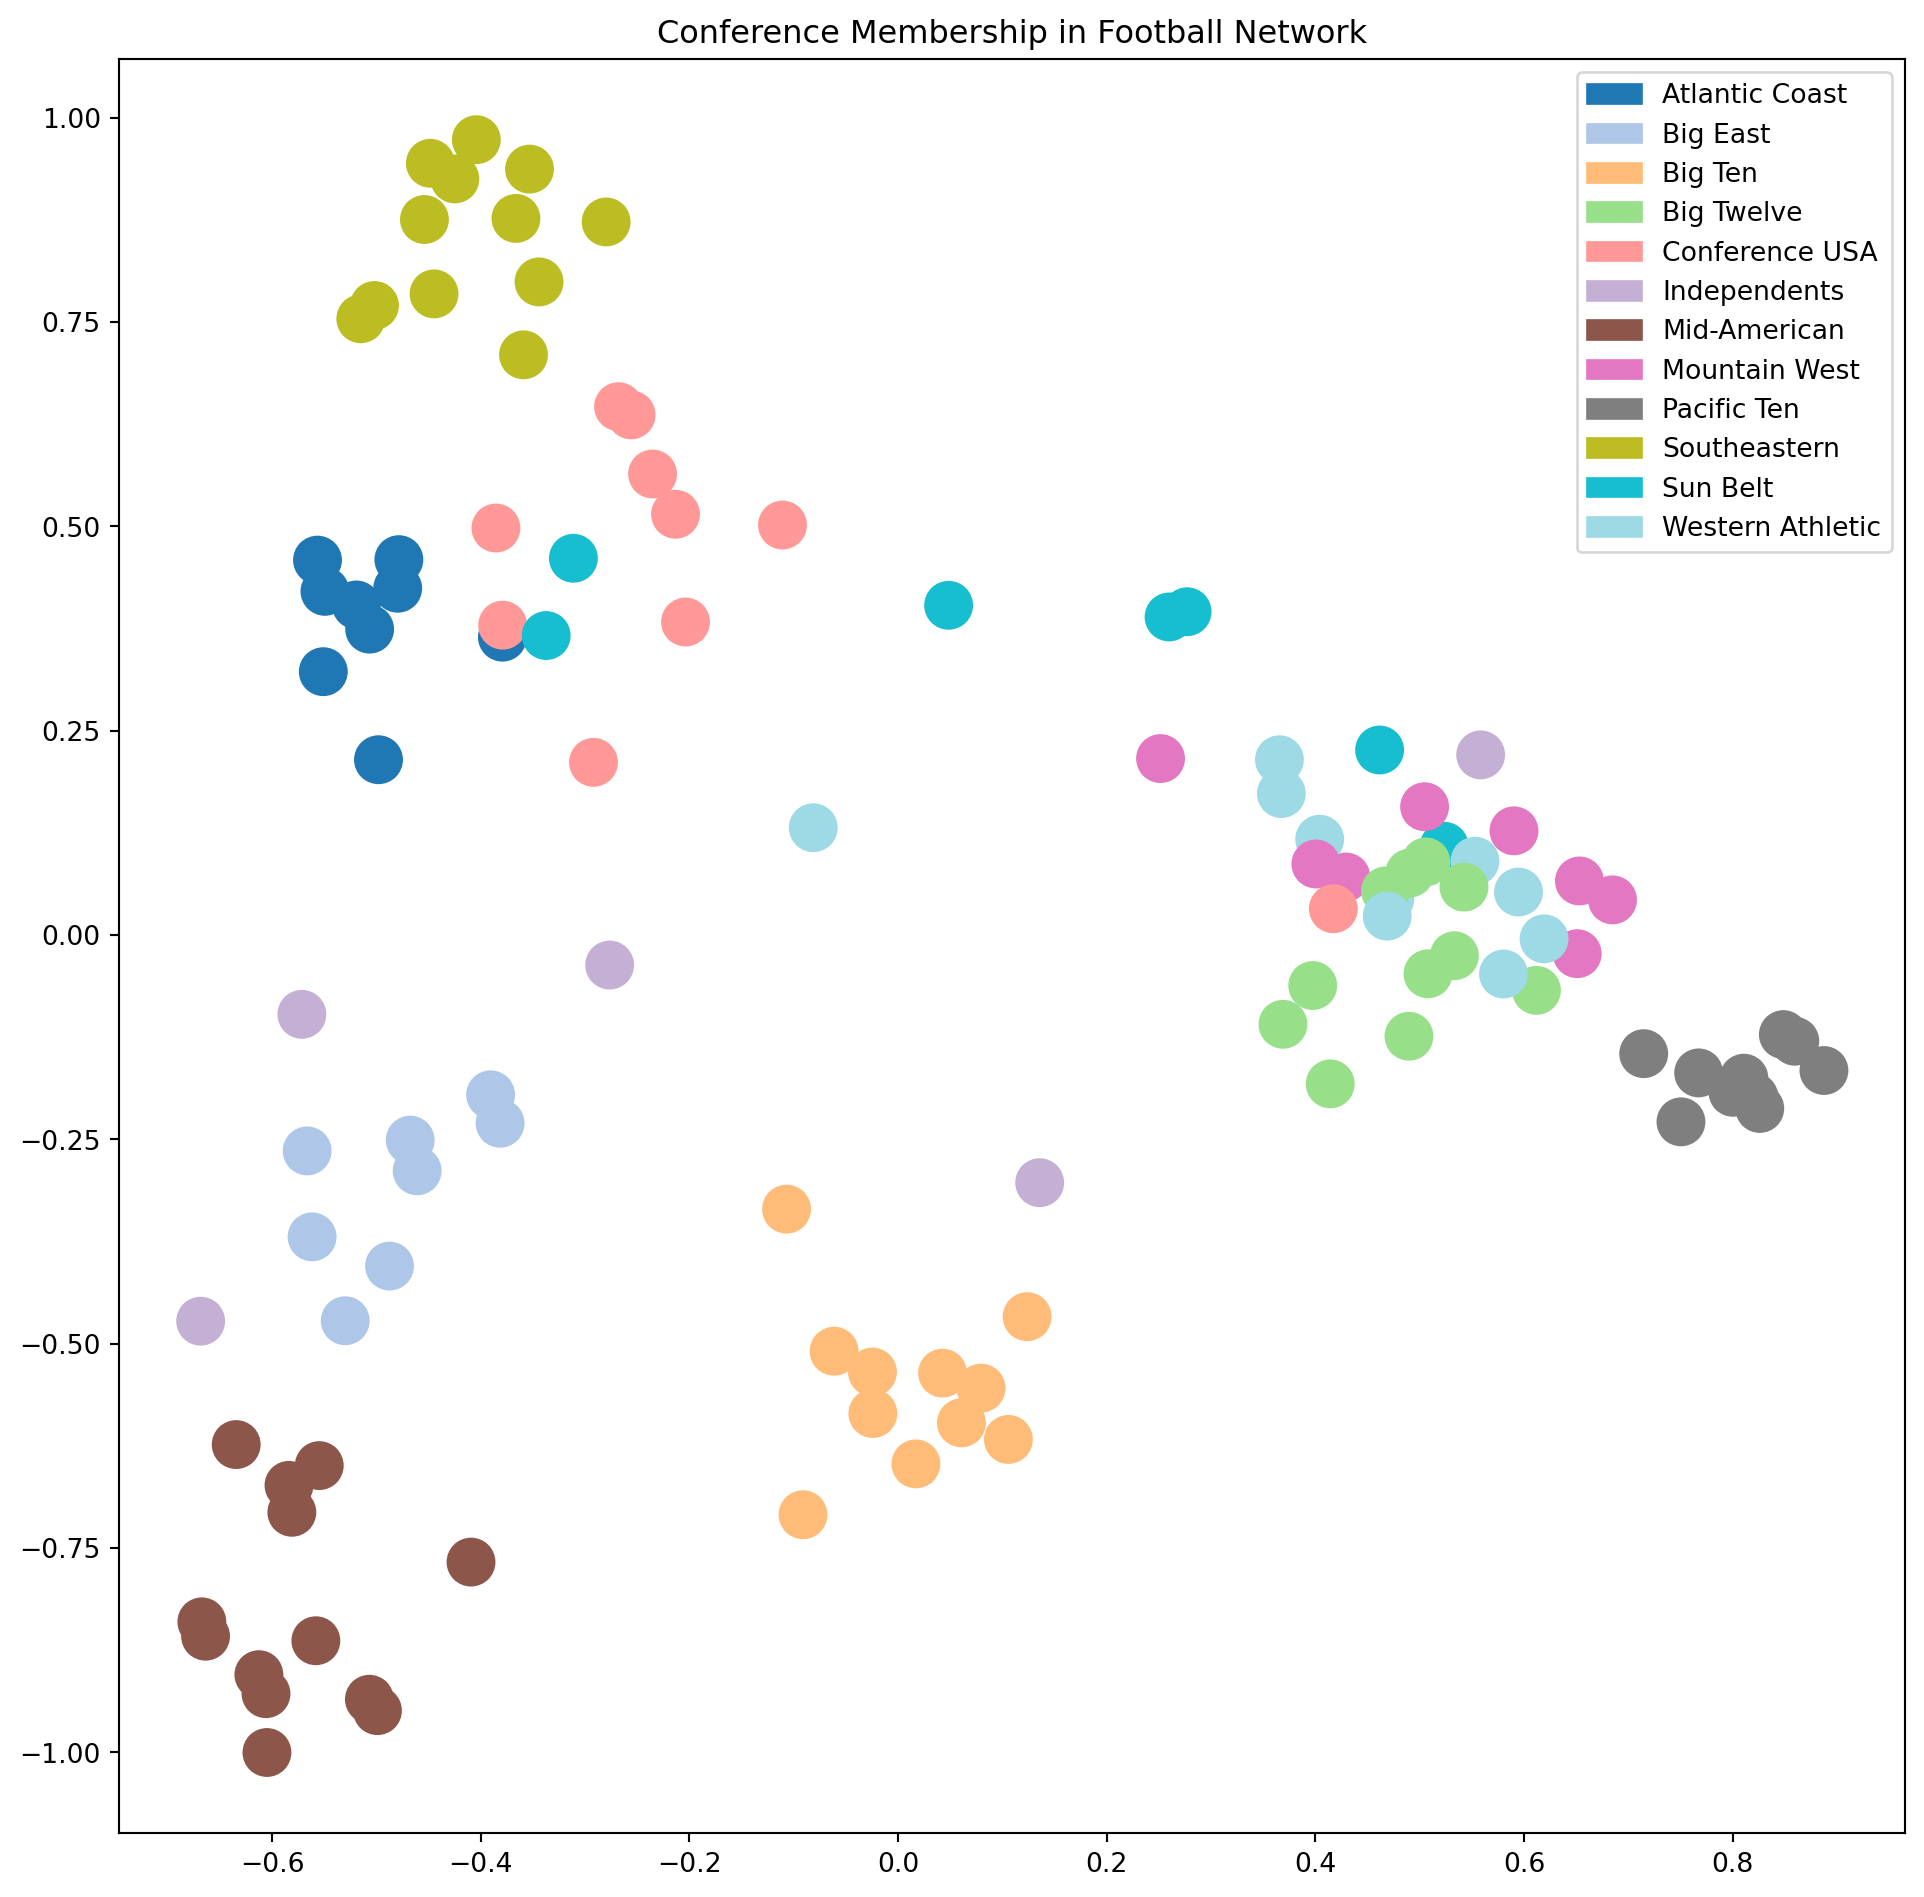 Conference Membership in Football Network
Atlantic Coast
Big East
Big Ten
Big Twelve
Conference USA
Independents
Mid-American
Mountain West
Pacific Ten
Southeastern
Sun Belt
Western Athletic
1.00
0.75
0.50
0.25
0.00
−0.25
−0.50
−0.75
−1.00
−0.6 −0.4 −0.2 0.0 0.2 0.4 0.6 0.8